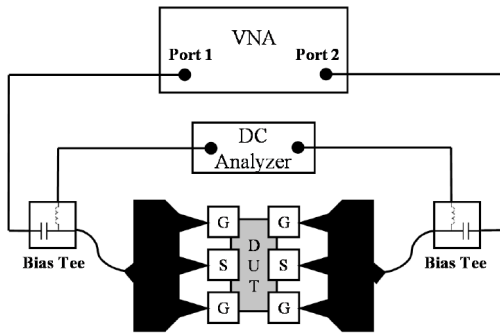 VNA
Port 1
Port 2
DC
Analyzer
Bias Tee
Bias Tee
G
G
S
S
G
G
D
U
T